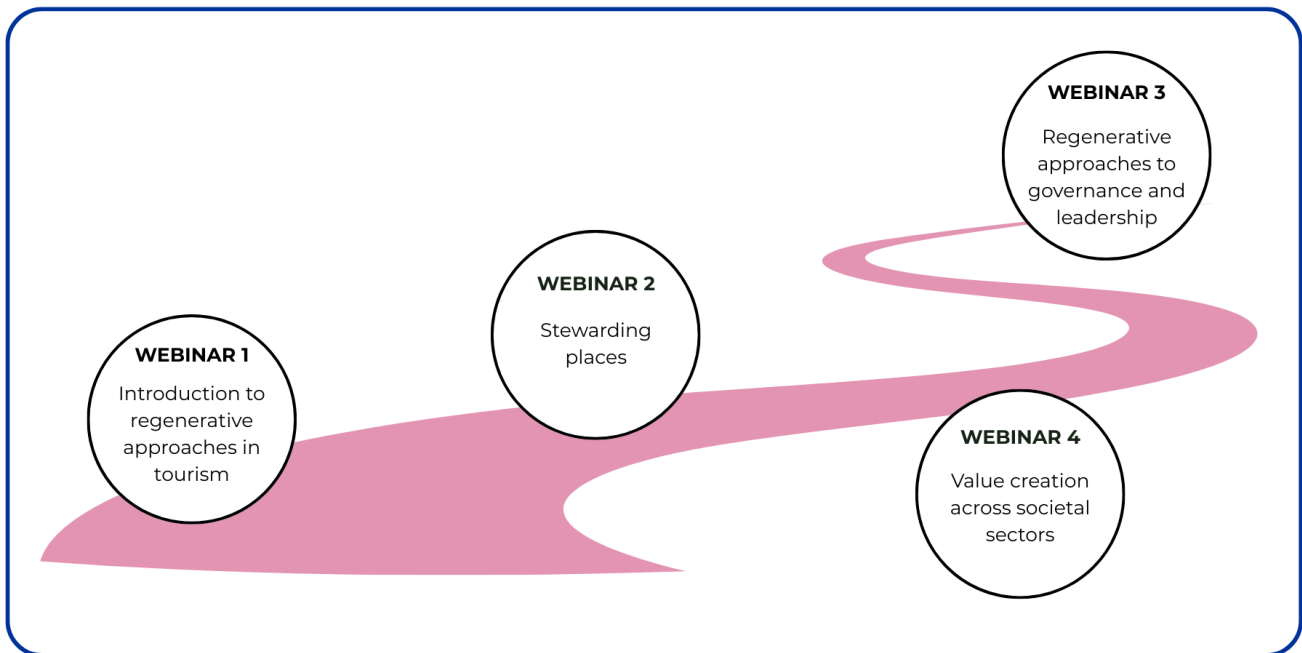 WEBINAR 1
Introduction to
regenerative
approaches in
tourism
WEBINAR 2
Stewarding
places
WEBINAR 3
Regenerative
approaches to
governance and
leadership
WEBINAR 4
Value creation
across societal
sectors